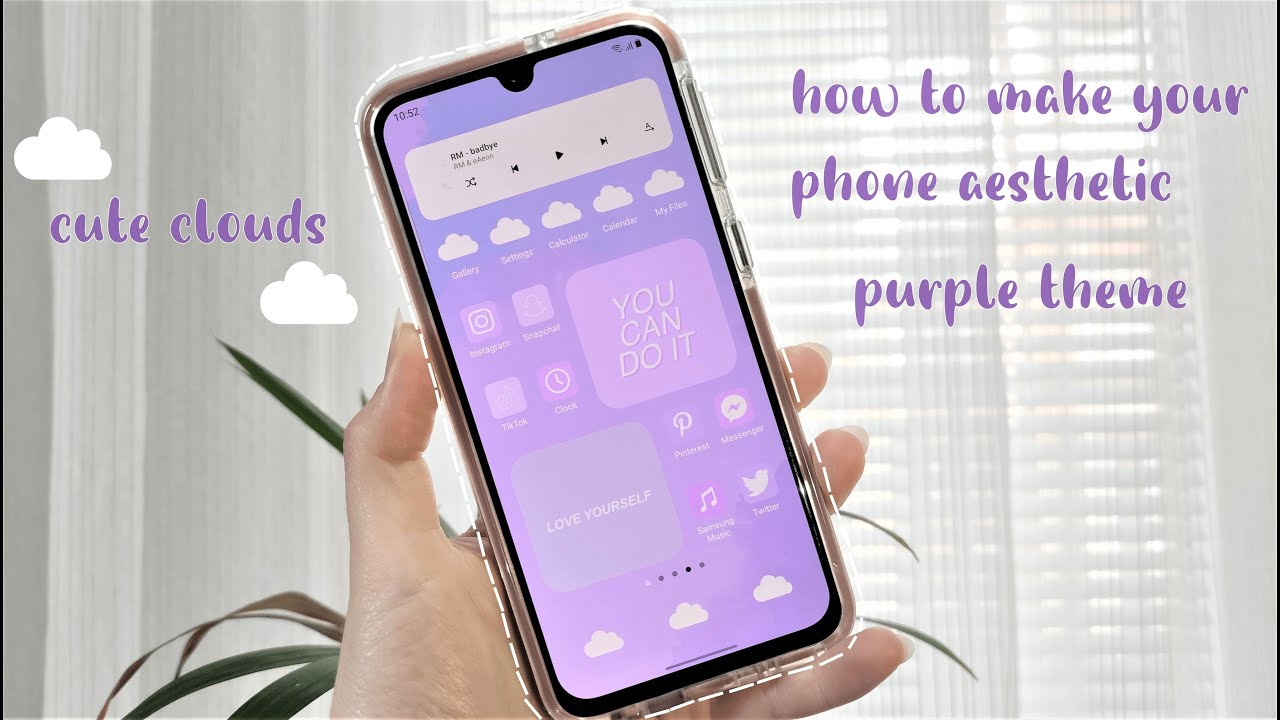 how to make your
phone aesthetic
purple theme
cute clouds
10:52
RM - badbye
RM & eAeon
Gallery
Settings
Calculator
Calendar
My Files
Instagram
Snapchat
YOU
CAN
DO IT
TikTok
Clock
Pinterest
Messenger
LOVE YOURSELF
Samsung
Music
Twitter